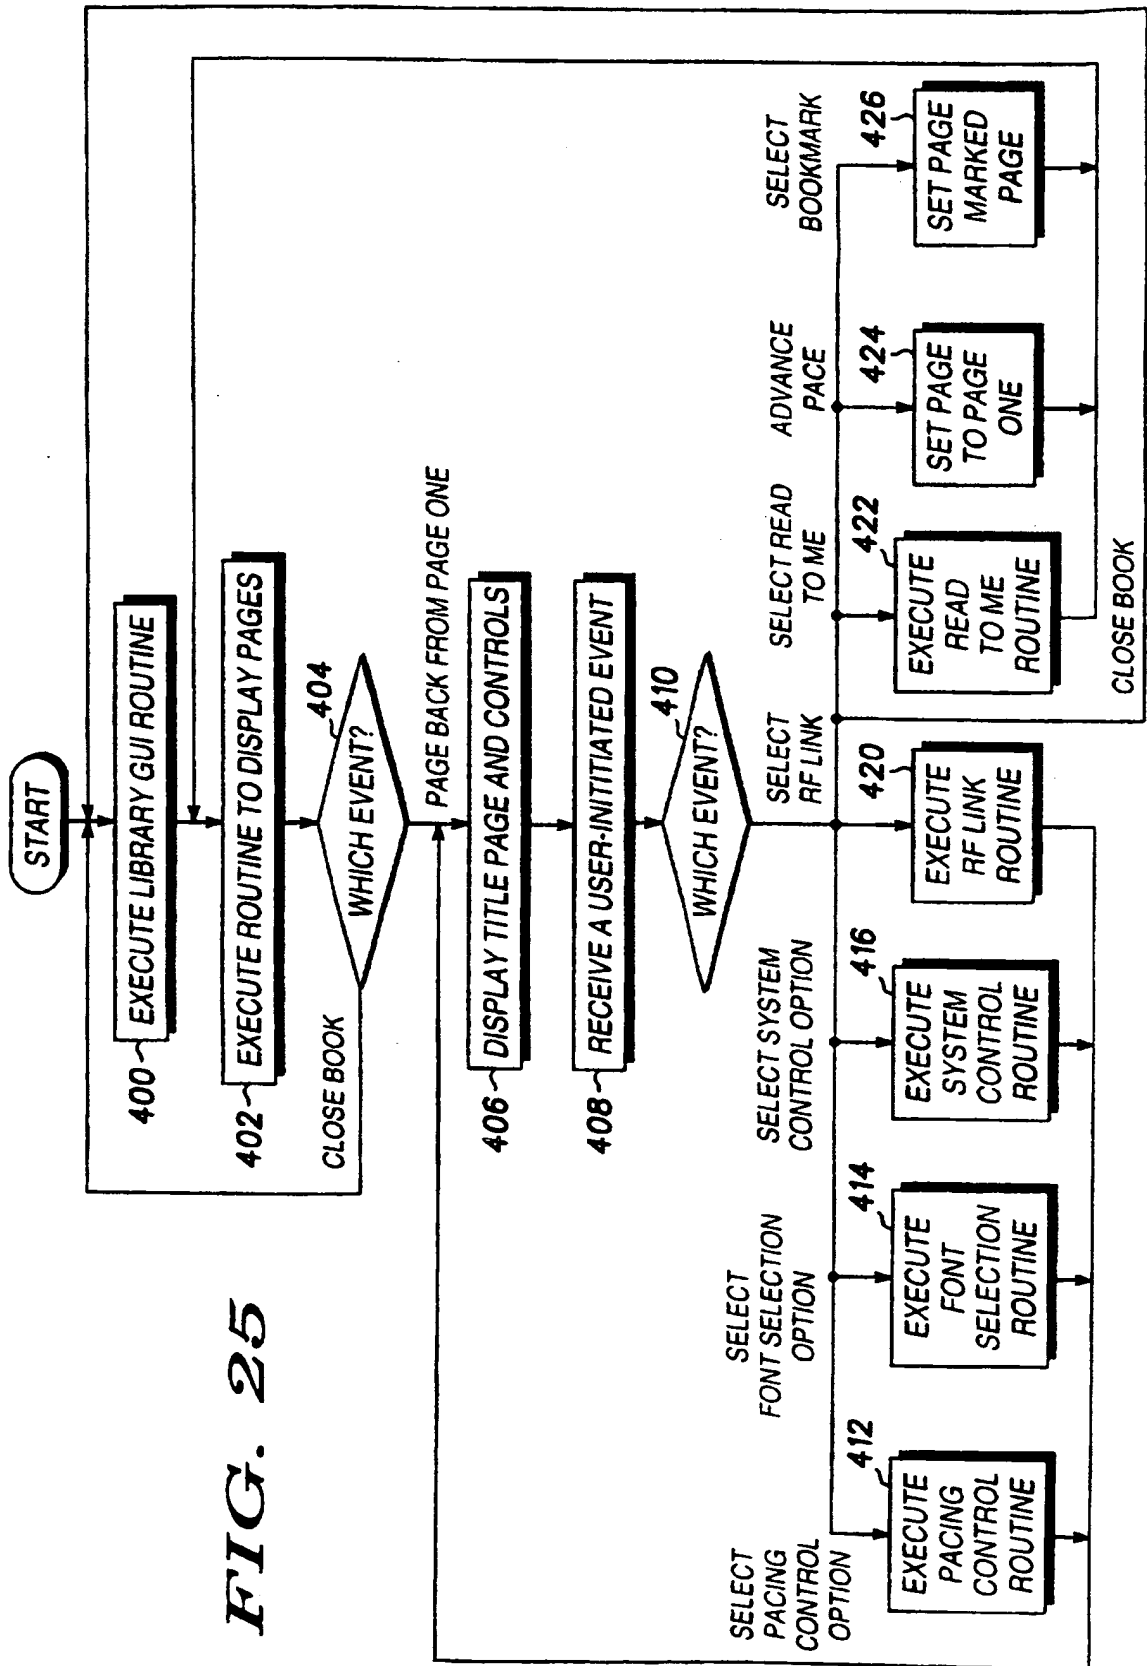 START
EXECUTE LIBRARY GUI ROUTINE
400
EXECUTE ROUTINE TO DISPLAY PAGES
402
WHICH EVENT?
404
CLOSE BOOK
PAGE BACK FROM PAGE ONE
DISPLAY TITLE PAGE AND CONTROLS
406
RECEIVE A USER-INITIATED EVENT
408
WHICH EVENT?
410
SELECT
PACING
CONTROL
OPTION
412
EXECUTE
PACING
CONTROL
ROUTINE
SELECT
FONT SELECTION
OPTION
414
EXECUTE
FONT
SELECTION
ROUTINE
SELECT SYSTEM
CONTROL OPTION
416
EXECUTE
SYSTEM
CONTROL
ROUTINE
SELECT
RF LINK
420
EXECUTE
RF LINK
ROUTINE
SELECT READ
TO ME
422
EXECUTE
READ
TO ME
ROUTINE
ADVANCE
PACE
424
SET PAGE
TO PAGE
ONE
SELECT
BOOKMARK
426
SET PAGE
MARKED
PAGE
CLOSE BOOK
FIG. 25